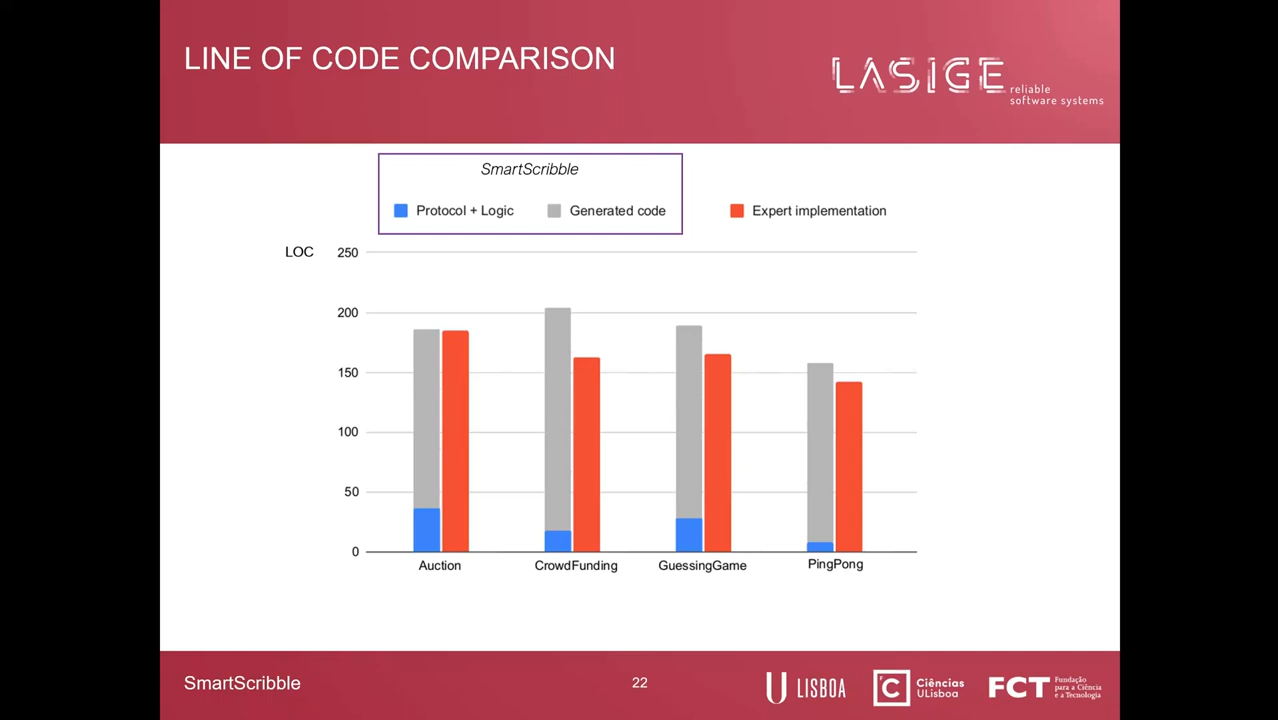 LINE OF CODE COMPARISON
LASIGE
reliable
software systems
SmartScribble
Protocol + Logic Generated code Expert implementation
LOC
250
200
150
100
50
0
Auction CrowdFunding GuessingGame PingPong
SmartScribble
22
U LISBOA
C Ciências
ULisboa
FCT Fundação
para a Ciência
e a Tecnologia